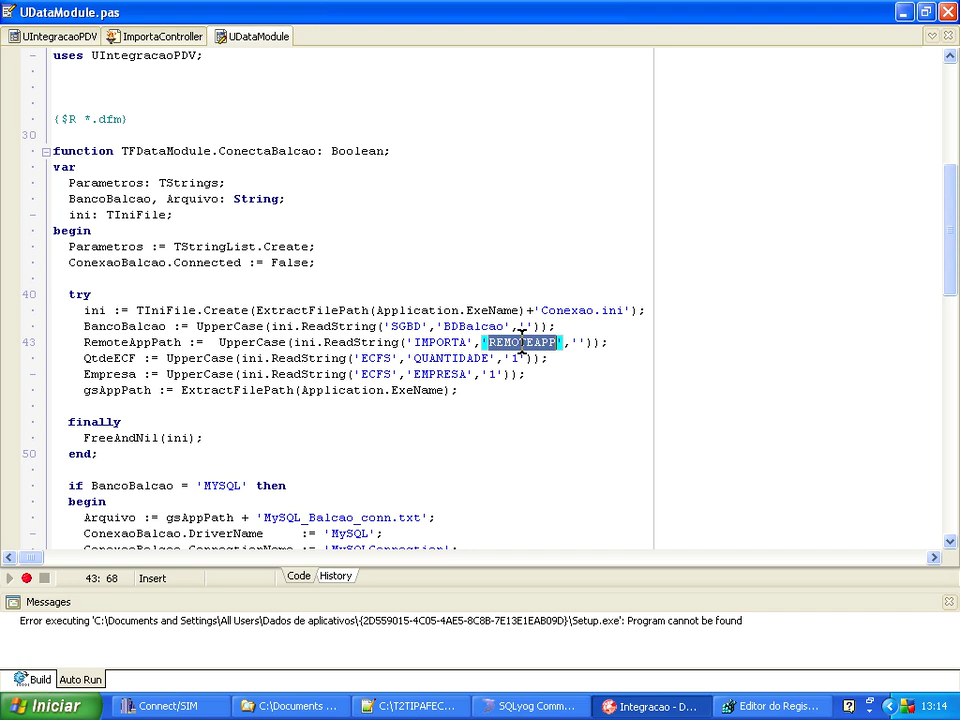 UDataModule.pas
UIntegracaoPDV
ImportaController
UDataModule
uses UIntegracaoPDV;
{$R *.dfm}
30
function TFDataModule.ConectaBalcao: Boolean;
var
Parametros: TStrings;
BancoBalcao, Arquivo: String;
ini: TIniFile;
begin
Parametros := TStringList.Create;
ConexaoBalcao.Connected := False;
40 try
ini := TIniFile.Create(ExtractFilePath(Application.ExeName)+'Conexao.ini');
BancoBalcao := UpperCase(ini.ReadString('SGBD','BDBalcao',''));
43 RemoteAppPath := UpperCase(ini.ReadString('IMPORTA','REMOTEAPP',''));
QtdeECF := UpperCase(ini.ReadString('ECFS','QUANTIDADE','1'));
Empresa := UpperCase(ini.ReadString('ECFS','EMPRESA','1'));
gsAppPath := ExtractFilePath(Application.ExeName);
finally
FreeAndNil(ini);
50 end;
if BancoBalcao = 'MYSQL' then
begin
Arquivo := gsAppPath + 'MySQL_Balcao_conn.txt';
ConexaoBalcao.DriverName := 'MySQL';
ConexaoBalcao.ConnectionName := 'MySQLConnection';
43: 68
Insert
Code
History
Messages
Error executing 'C:\Documents and Settings\All Users\Dados de aplicativos\{2D559015-4C05-4AE5-8C8B-7E13E1EAB09D}\Setup.exe': Program cannot be found
Build
Auto Run
Iniciar
Connect/SIM
C:\Documents ...
C:\T2TIPAFEC...
SQLyog Comm...
Integracao - D...
Editor do Regis...
13:14